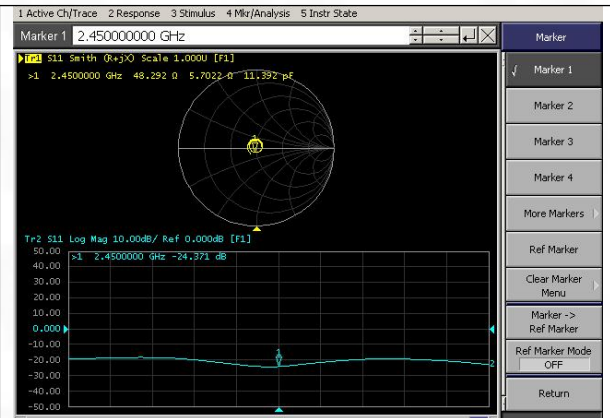 1 Active Ch/Trace 2 Response 3 Stimulus 4 Mkr/Analysis 5 Instr State
Marker 1 2.450000000 GHz
Marker
Tr1 S11 Smith (R+jX) Scale 1.000U [F1]
>1 2.4500000 GHz 48.292 Ω 5.7022 Ω 11.392 pF
1
√ Marker 1
Marker 2
Marker 3
Marker 4
More Markers
Ref Marker
Clear Marker
Menu
Marker ->
Ref Marker
Ref Marker Mode
OFF
Return
Tr2 S11 Log Mag 10.00dB/ Ref 0.000dB [F1]
>1 2.4500000 GHz -24.371 dB
50.00
40.00
30.00
20.00
10.00
0.000
-10.00
-20.00
-30.00
-40.00
-50.00
1
2